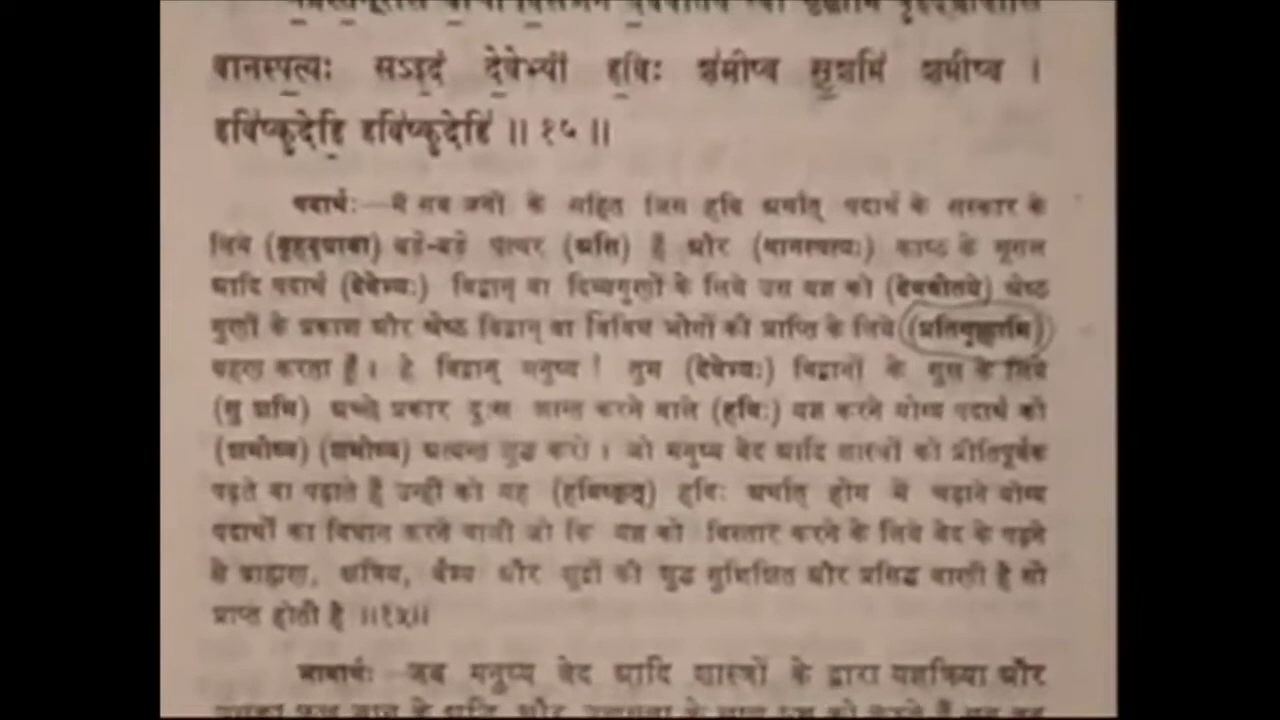 वानस्पत्यः सऽइदं देवेभ्यो हविः शमीष्व सुशमि शमीष्व ।
हविष्कृदेहि हविष्कृदेहि ॥ १५ ॥
पदार्थः—मैं सब जनों के सहित जिस हवि अर्थात् पदार्थ के संस्कार के
लिये (बृहद्ग्रावा) बड़े-बड़े पत्थर (असि) हैं और (वानस्पत्यः) काष्ठ के मूसल
आदि पदार्थ (देवेभ्यः) विद्वान् वा दिव्यगुणों के लिये उस यज्ञ को (देववीतये) श्रेष्ठ
गुणों के प्रकाश और श्रेष्ठ विद्वान् वा विविध भोगों की प्राप्ति के लिये (प्रतिगृह्णामि)
ग्रहण करता हूँ । हे विद्वान् मनुष्य ! तुम (देवेभ्यः) विद्वानों के सुख के लिये
(सु शमि) अच्छे प्रकार दुःख शान्त करने वाले (हविः) यज्ञ करने योग्य पदार्थ को
(शमीष्व) (शमीष्व) अत्यन्त शुद्ध करो । जो मनुष्य वेद आदि शास्त्रों को प्रीतिपूर्वक
पढ़ते वा पढ़ाते हैं उन्हीं को यह (हविष्कृत्) हविः अर्थात् होम में चढ़ाने योग्य
पदार्थों का विधान करने वाली जो कि यज्ञ को विस्तार करने के लिये वेद के पढ़ने
से ब्राह्मण, क्षत्रिय, वैश्य और शूद्रों की शुद्ध सुशिक्षित और प्रसिद्ध वाणी है सो
प्राप्त होती है ॥१५॥
भावार्थः—जब मनुष्य वेद आदि शास्त्रों के द्वारा यज्ञक्रिया और